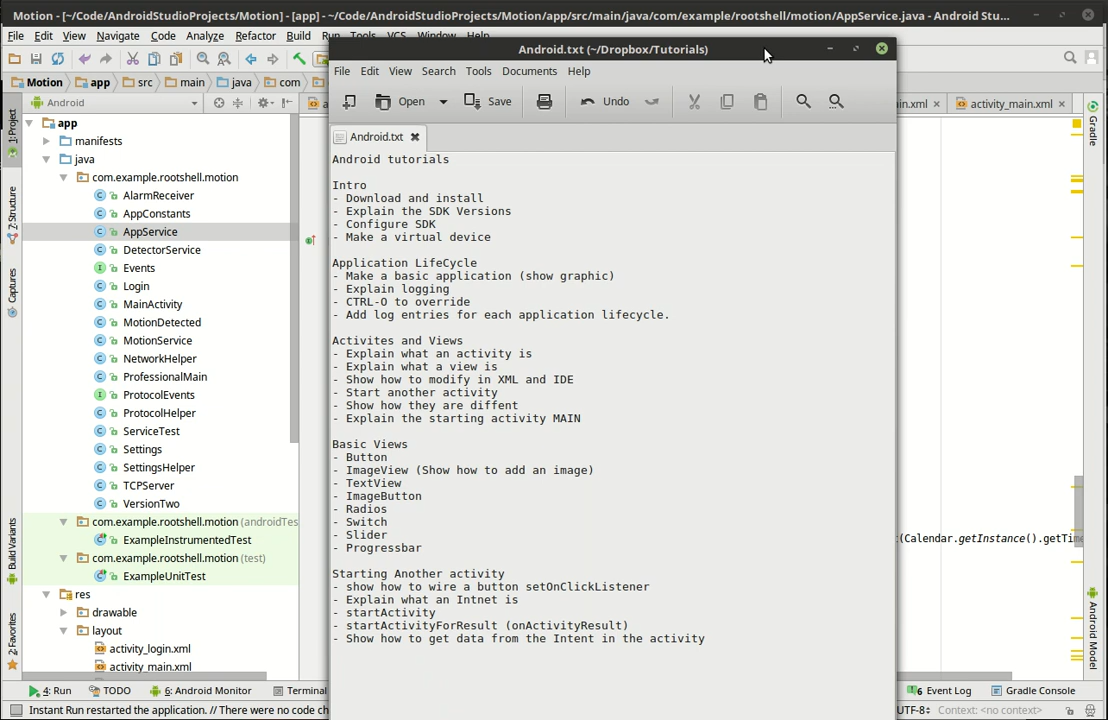 Motion - [~/Code/AndroidStudioProjects/Motion] - [app] - ~/Code/AndroidStudioProjects/Motion/app/src/main/java/com/example/rootshell/motion/AppService.java - Android Stu...
File Edit View Navigate Code Analyze Refactor Build Run Tools VCS Window Help
Android.txt (~/Dropbox/Tutorials)
File Edit View Search Tools Documents Help
Open Save Undo
Motion app src main java com
Android
activity_main.xml
Android.txt
1: Project
Z: Structure
Captures
Build Variants
2: Favorites
Gradle
Android Model
app
manifests
java
com.example.rootshell.motion
AlarmReceiver
AppConstants
AppService
DetectorService
Events
Login
MainActivity
MotionDetected
MotionService
NetworkHelper
ProfessionalMain
ProtocolEvents
ProtocolHelper
ServiceTest
Settings
SettingsHelper
TCPServer
VersionTwo
com.example.rootshell.motion (androidTes
ExampleInstrumentedTest
com.example.rootshell.motion (test)
ExampleUnitTest
res
drawable
layout
activity_login.xml
activity_main.xml
Android tutorials
Intro
- Download and install
- Explain the SDK Versions
- Configure SDK
- Make a virtual device
Application LifeCycle
- Make a basic application (show graphic)
- Explain logging
- CTRL-O to override
- Add log entries for each application lifecycle.
Activites and Views
- Explain what an activity is
- Explain what a view is
- Show how to modify in XML and IDE
- Start another activity
- Show how they are diffent
- Explain the starting activity MAIN
Basic Views
- Button
- ImageView (Show how to add an image)
- TextView
- ImageButton
- Radios
- Switch
- Slider
- Progressbar
Starting Another activity
- show how to wire a button setOnClickListener
- Explain what an Intnet is
- startActivity
- startActivityForResult (onActivityResult)
- Show how to get data from the Intent in the activity
(Calendar.getInstance().getTime
4: Run TODO 6: Android Monitor Terminal 6 Event Log Gradle Console
Instant Run restarted the application. // There were no code ch UTF-8 Context: <no context>